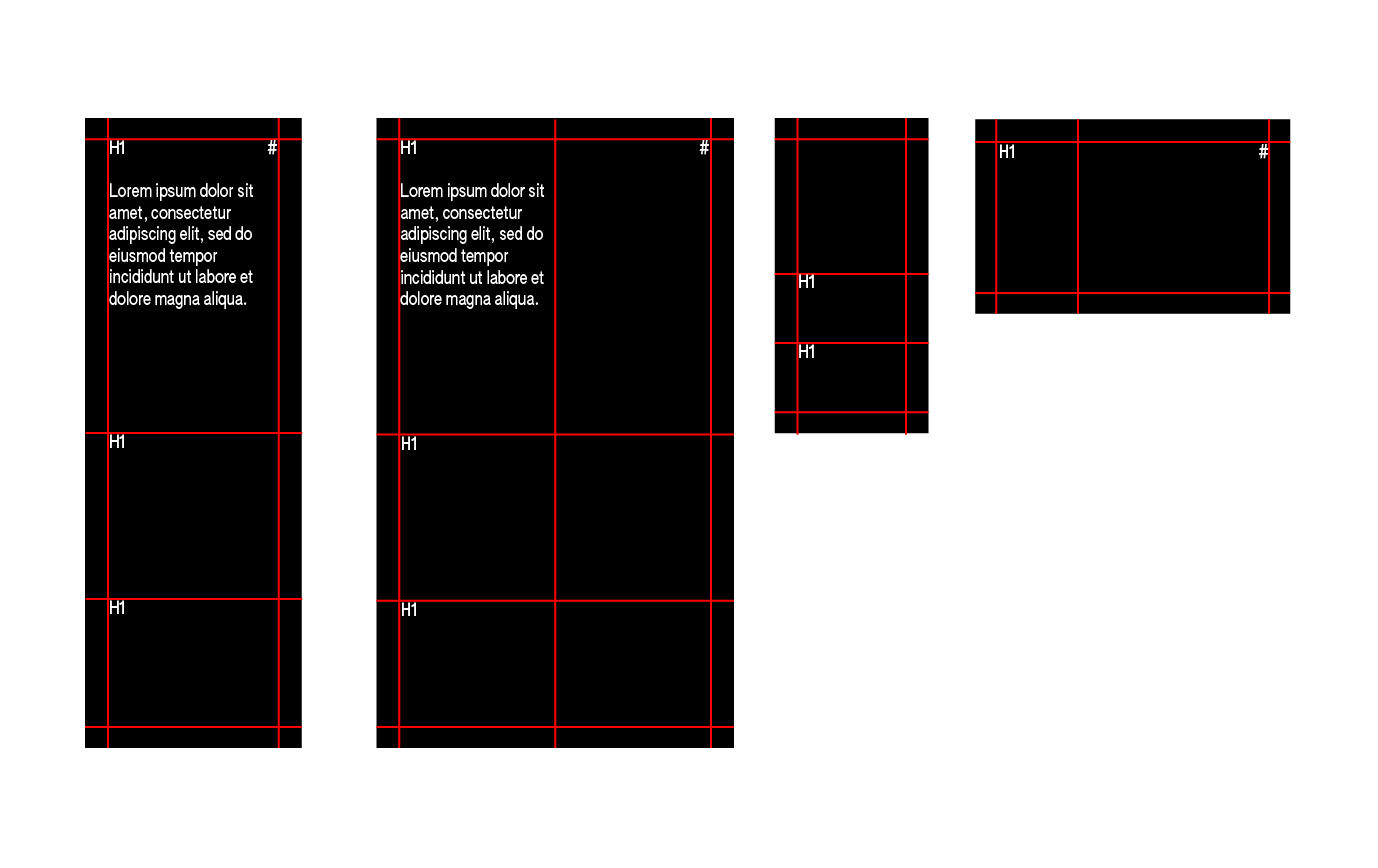 H1 #
Lorem ipsum dolor sit
amet, consectetur
adipiscing elit, sed do
eiusmod tempor
incididunt ut labore et
dolore magna aliqua.
H1
H1
H1 #
Lorem ipsum dolor sit
amet, consectetur
adipiscing elit, sed do
eiusmod tempor
incididunt ut labore et
dolore magna aliqua.
H1
H1
H1
H1
H1 #